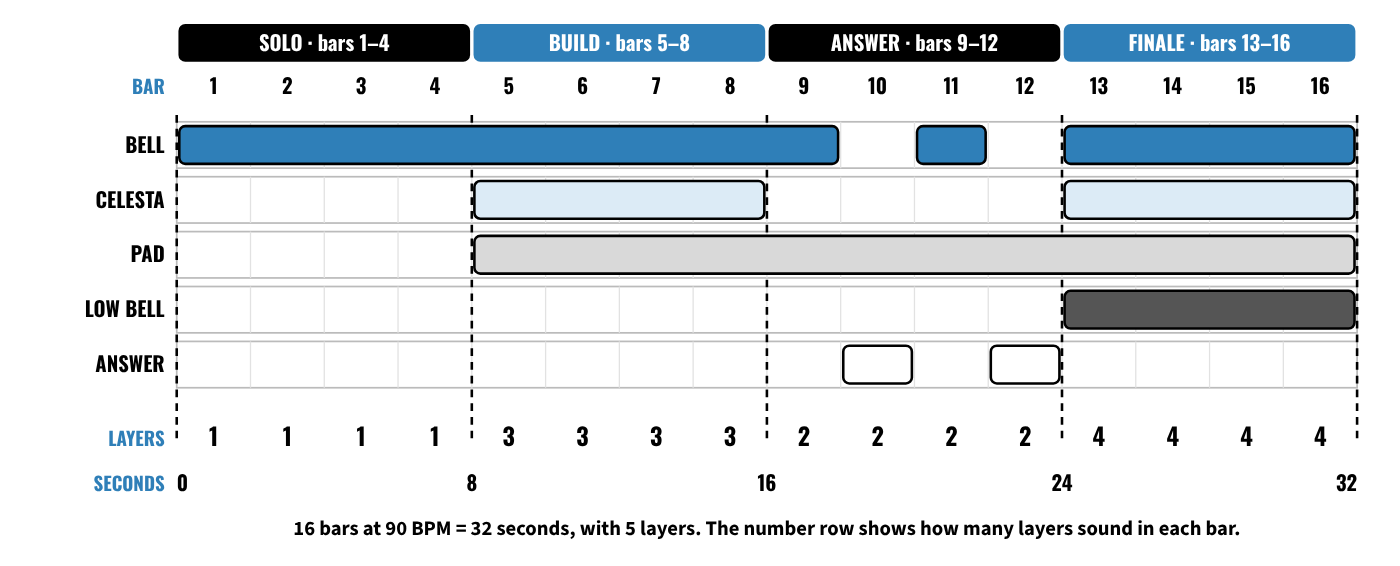 SOLO · bars 1–4 BUILD · bars 5–8 ANSWER · bars 9–12 FINALE · bars 13–16
BAR 1 2 3 4 5 6 7 8 9 10 11 12 13 14 15 16
BELL
CELESTA
PAD
LOW BELL
ANSWER
LAYERS 1 1 1 1 3 3 3 3 2 2 2 2 4 4 4 4
SECONDS 0 8 16 24 32
16 bars at 90 BPM = 32 seconds, with 5 layers. The number row shows how many layers sound in each bar.